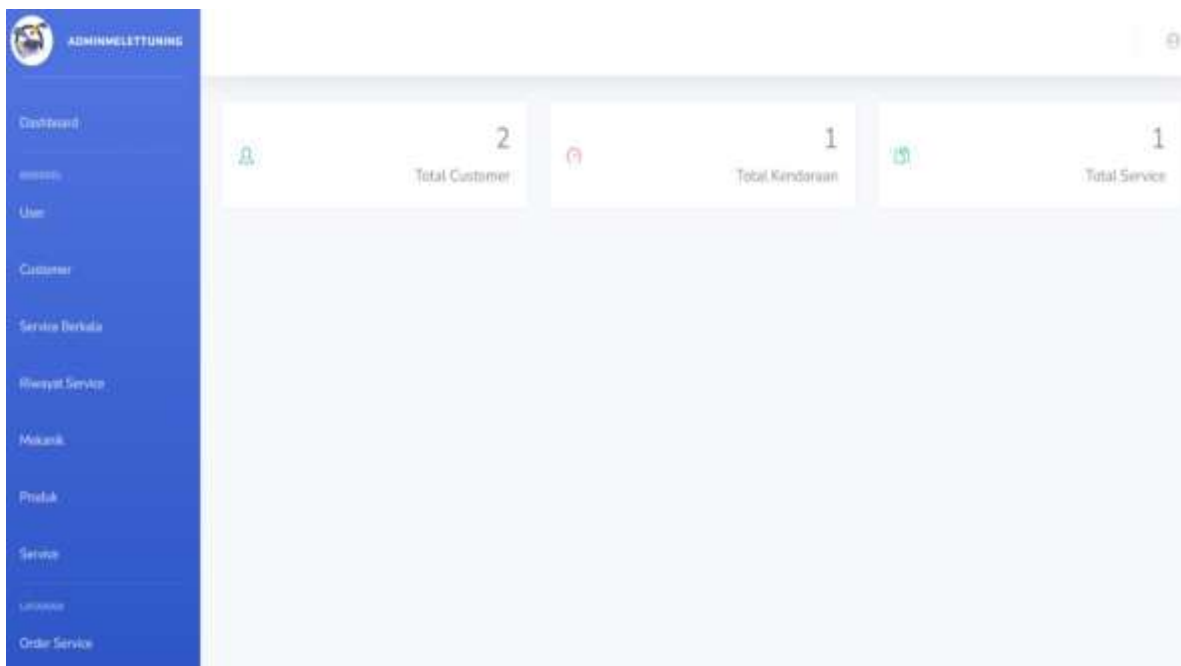 ADMINMELETTUNING
Dashboard
User
Customer
Service Berkala
Riwayat Service
Mekanik
Produk
Service
Order Service
2
Total Customer
1
Total Kendaraan
1
Total Service